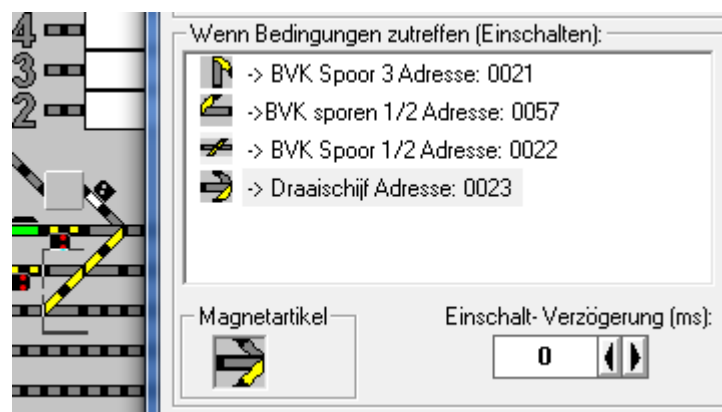 4
3
2
Wenn Bedingungen zutreffen (Einschalten):
-> BVK Spoor 3 Adresse: 0021
->BVK sporen 1/2 Adresse: 0057
-> BVK Spoor 1/2 Adresse: 0022
-> Draaischijf Adresse: 0023
Magnetartikel
Einschalt- Verzögerung (ms):
0